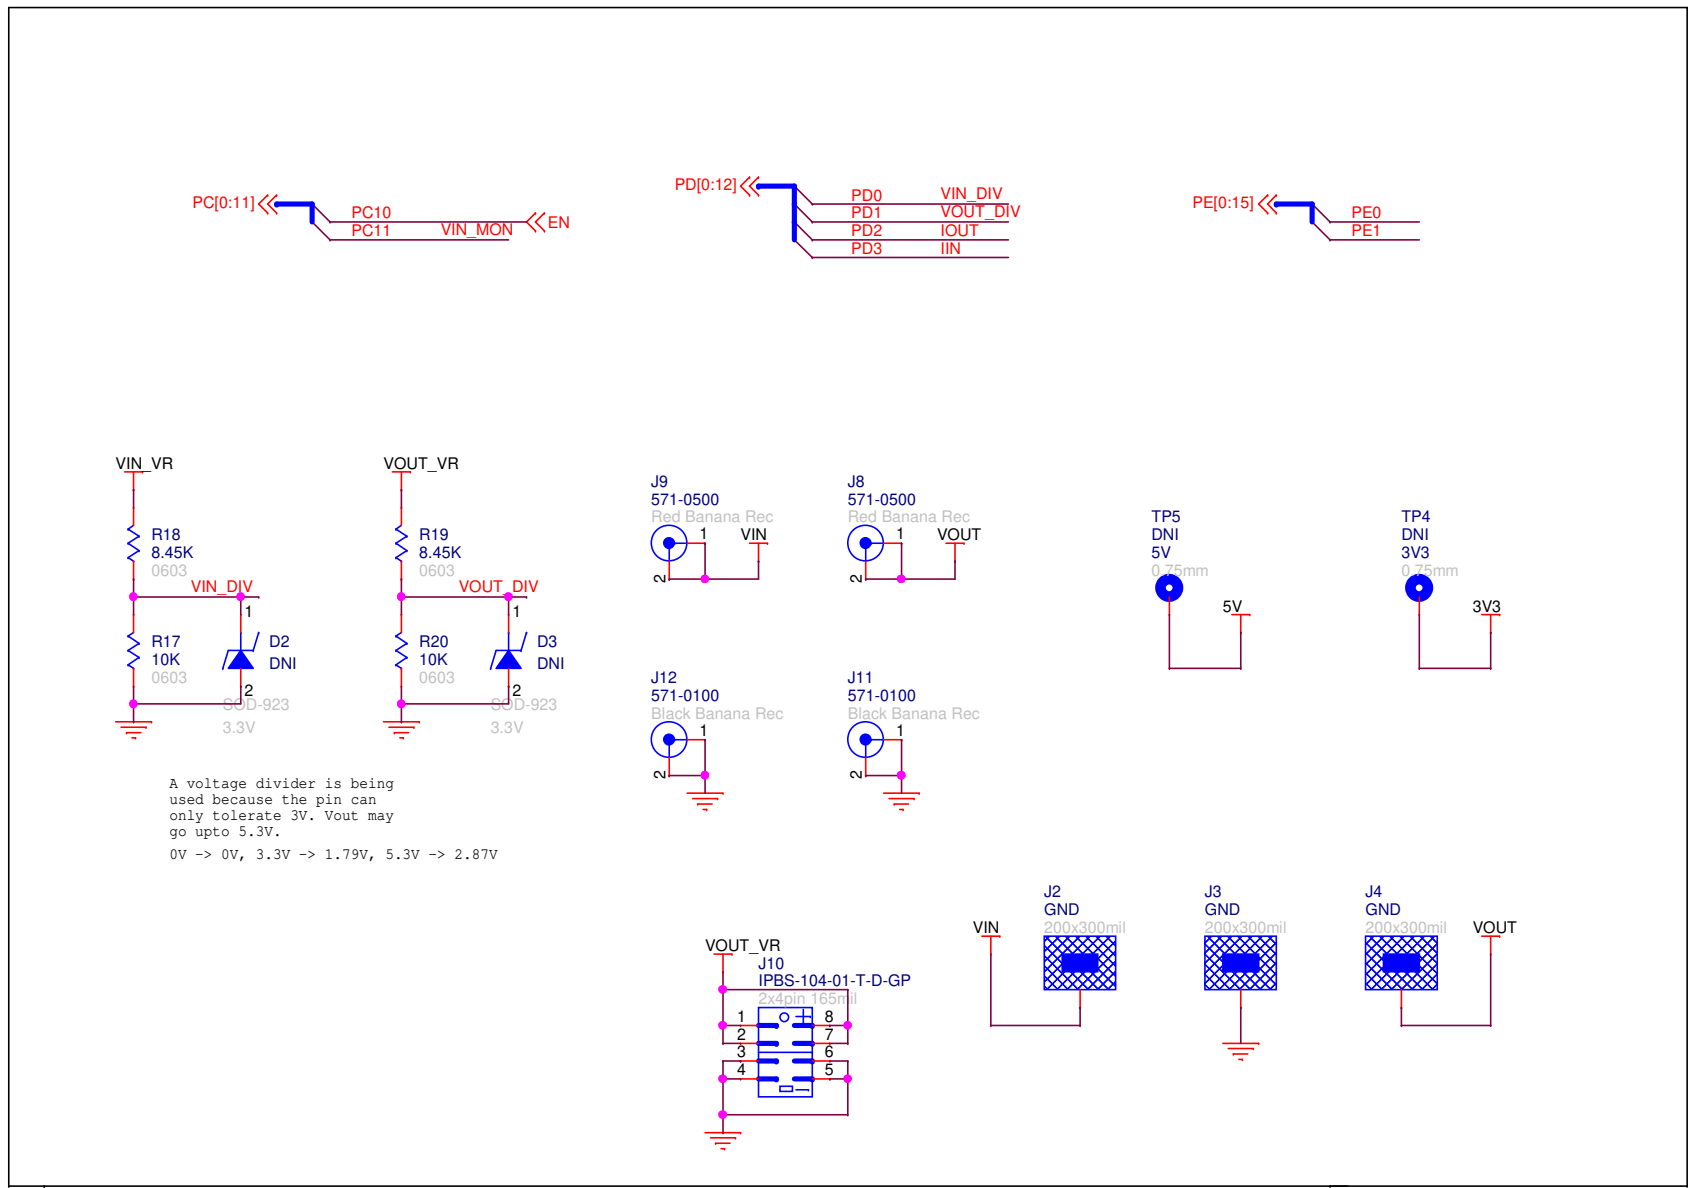 PC[0:11]
PC10
EN
PC11 VIN_MON
PD[0:12]
PD0 VIN_DIV
PD1 VOUT_DIV
PD2 IOUT
PD3 IIN
PE[0:15]
PE0
PE1
VIN_VR
R18
8.45K
0603
VIN_DIV
1
R17
10K
0603
D2
DNI
2
SOD-923
3.3V
VOUT_VR
R19
8.45K
0603
VOUT_DIV
1
R20
10K
0603
D3
DNI
2
SOD-923
3.3V
A voltage divider is being
used because the pin can
only tolerate 3V. Vout may
go upto 5.3V.
0V -> 0V, 3.3V -> 1.79V, 5.3V -> 2.87V
J9
571-0500
Red Banana Rec
1 VIN
2
J8
571-0500
Red Banana Rec
1 VOUT
2
J12
571-0100
Black Banana Rec
1
2
J11
571-0100
Black Banana Rec
1
2
TP5
DNI
5V
0.75mm
5V
TP4
DNI
3V3
0.75mm
3V3
VOUT_VR
J10
IPBS-104-01-T-D-GP
2x4pin 165mil
1 8
2 7
3 6
4 5
VIN
J2
GND
200x300mil
J3
GND
200x300mil
J4
GND
200x300mil
VOUT